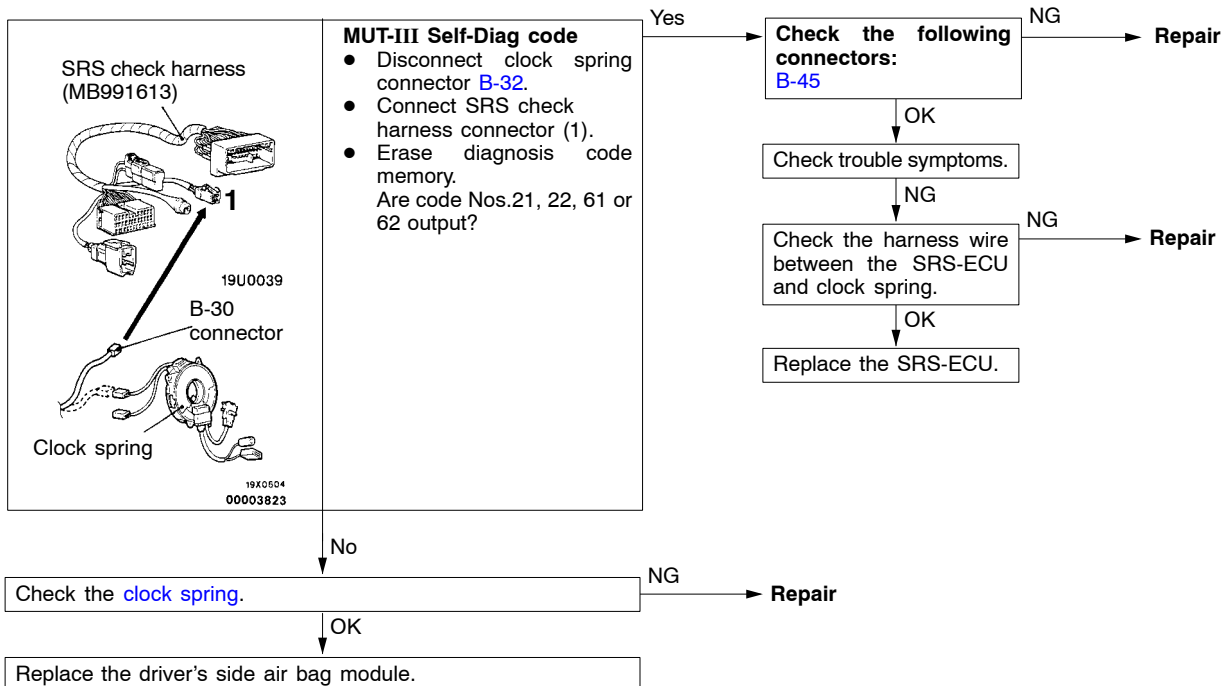 SRS check harness
(MB991613)
1
19U0039
B-30
connector
Clock spring
19X0504
00003823
MUT-III Self-Diag code
● Disconnect clock spring
connector B-32.
● Connect SRS check
harness connector (1).
● Erase diagnosis code
memory.
Are code Nos.21, 22, 61 or
62 output?
Yes
Check the following
connectors:
B-45
NG
Repair
OK
Check trouble symptoms.
NG
Check the harness wire
between the SRS-ECU
and clock spring.
NG
Repair
OK
Replace the SRS-ECU.
No
Check the clock spring.
NG
Repair
OK
Replace the driver's side air bag module.